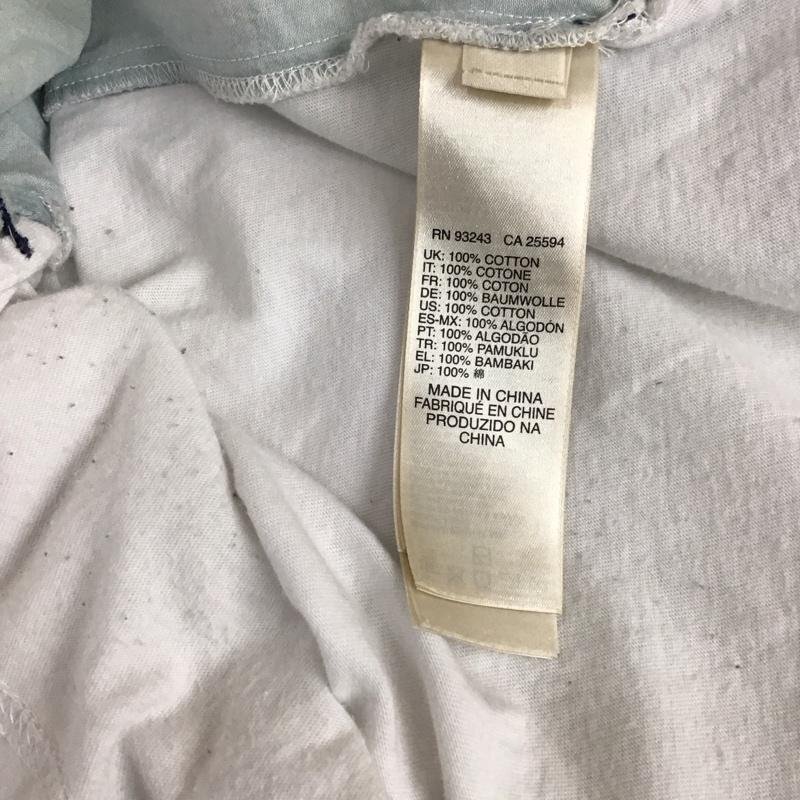 RN 93243 CA 25594
UK: 100% COTTON
IT: 100% COTONE
FR: 100% COTON
DE: 100% BAUMWOLLE
US: 100% COTTON
ES-MX: 100% ALGODÓN
PT: 100% ALGODÃO
TR: 100% PAMUKLU
EL: 100% BAMBAKI
JP: 100% 綿
MADE IN CHINA
FABRIQUÉ EN CHINE
PRODUZIDO NA
CHINA